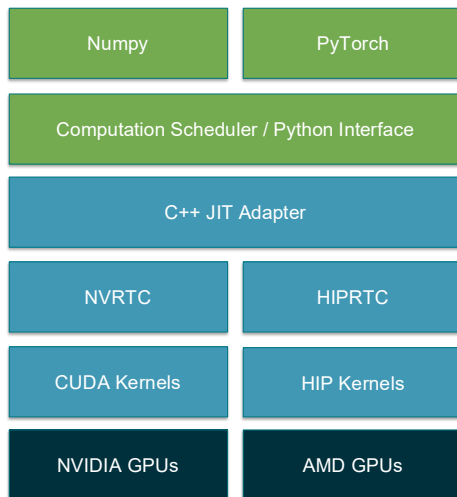 Numpy
PyTorch
Computation Scheduler / Python Interface
C++ JIT Adapter
NVRTC
HIPRTC
CUDA Kernels
HIP Kernels
NVIDIA GPUs
AMD GPUs